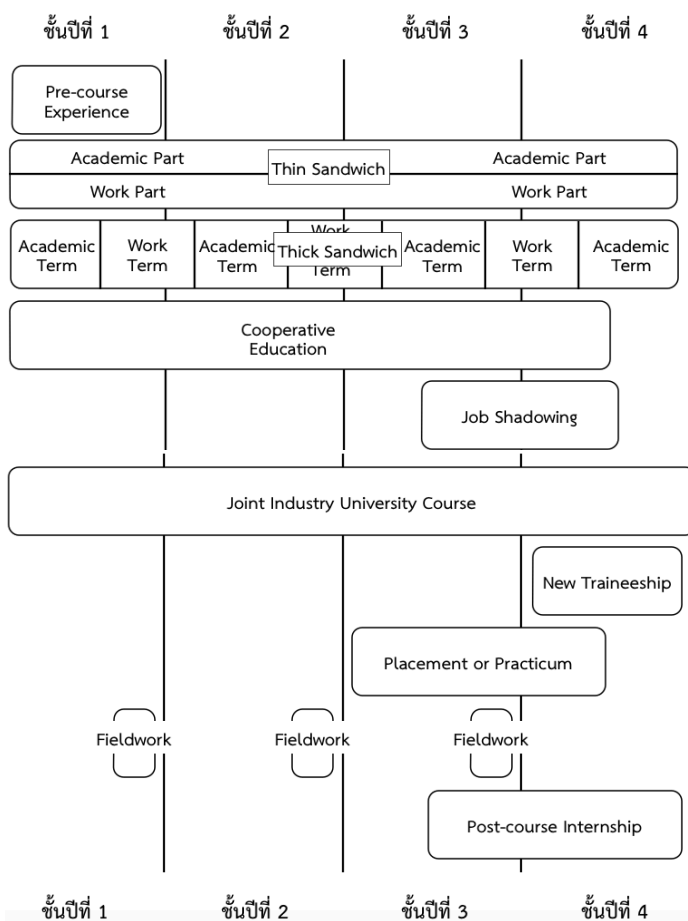 ชั้นปีที่ 1 ชั้นปีที่ 2 ชั้นปีที่ 3 ชั้นปีที่ 4
Pre-course
Experience
Academic Part Thin Sandwich Academic Part
Work Part Work Part
Academic
Term
Work
Term
Academic
Term
Work
Term
Thick Sandwich
Academic
Term
Work
Term
Academic
Term
Cooperative
Education
Job Shadowing
Joint Industry University Course
New Traineeship
Placement or Practicum
Fieldwork Fieldwork Fieldwork
Post-course Internship
ชั้นปีที่ 1 ชั้นปีที่ 2 ชั้นปีที่ 3 ชั้นปีที่ 4